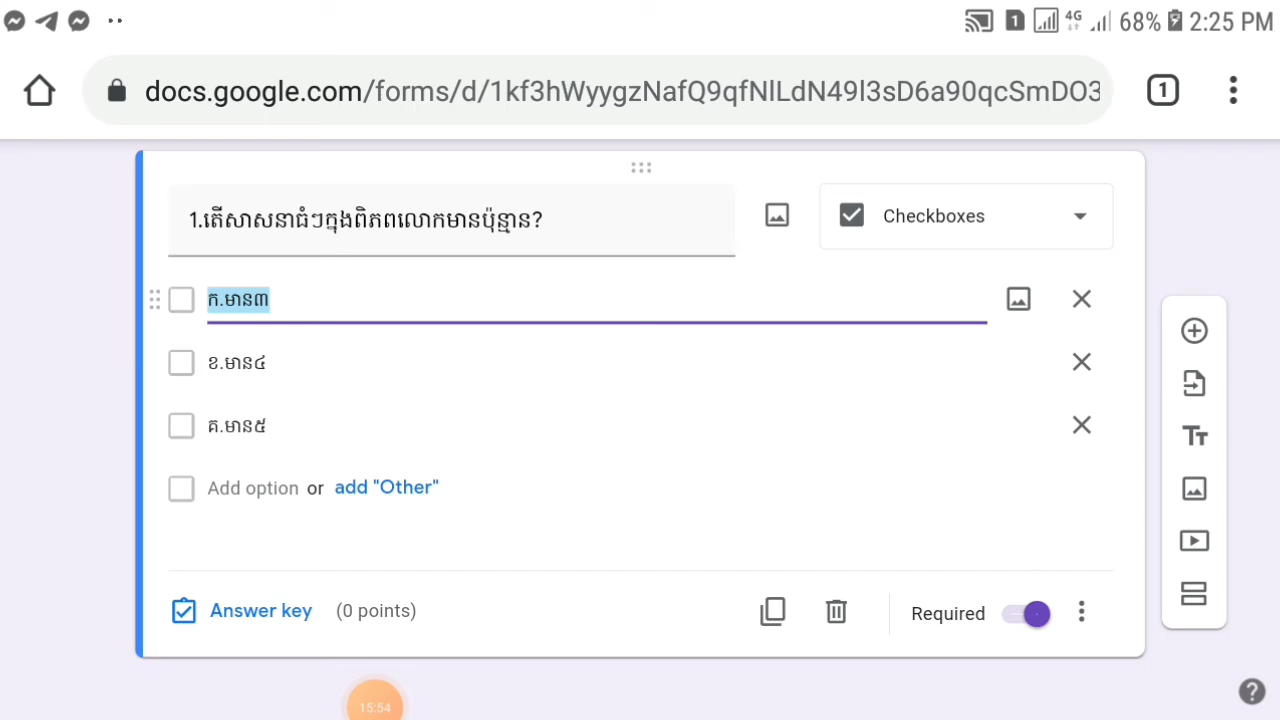 1 4G 68% 2:25 PM
docs.google.com/forms/d/1kf3hWyygzNafQ9qfNlLdN49l3sD6a90qcSmDO3 1
1.តើសាសនាធំៗក្នុងពិភពលោកមានប៉ុន្មាន?
Checkboxes
ក.មាន៣
ខ.មាន៤
គ.មាន៥
Add option or add "Other"
Answer key (0 points)
Required
15:54